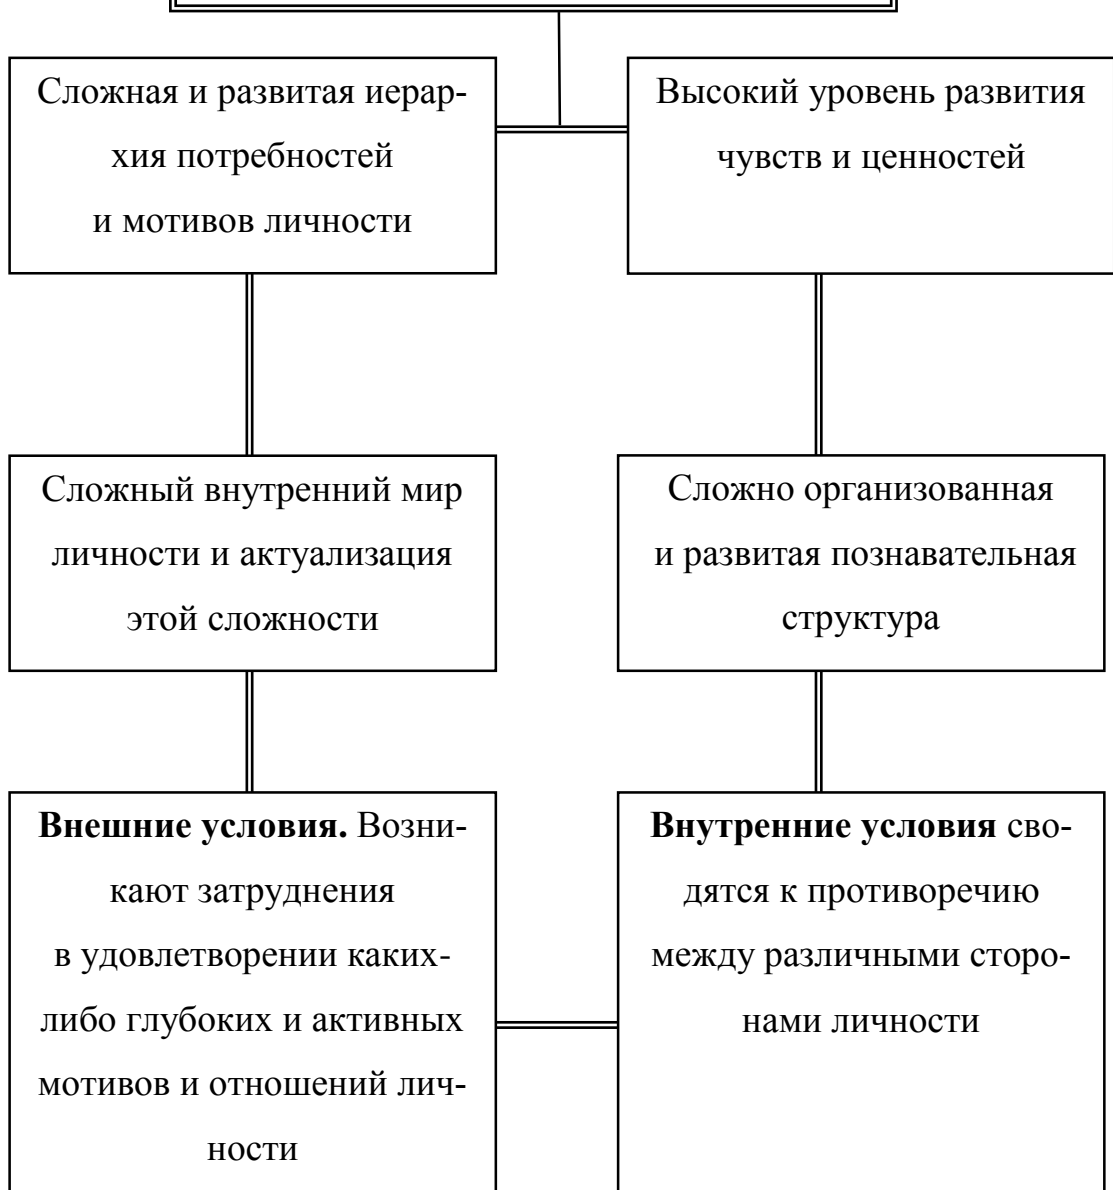 Сложная и развитая иерар-
хия потребностей
и мотивов личности
Высокий уровень развития
чувств и ценностей
Сложный внутренний мир
личности и актуализация
этой сложности
Сложно организованная
и развитая познавательная
структура
Внешние условия. Возни-
кают затруднения
в удовлетворении каких-
либо глубоких и активных
мотивов и отношений лич-
ности
Внутренние условия сво-
дятся к противоречию
между различными сторо-
нами личности